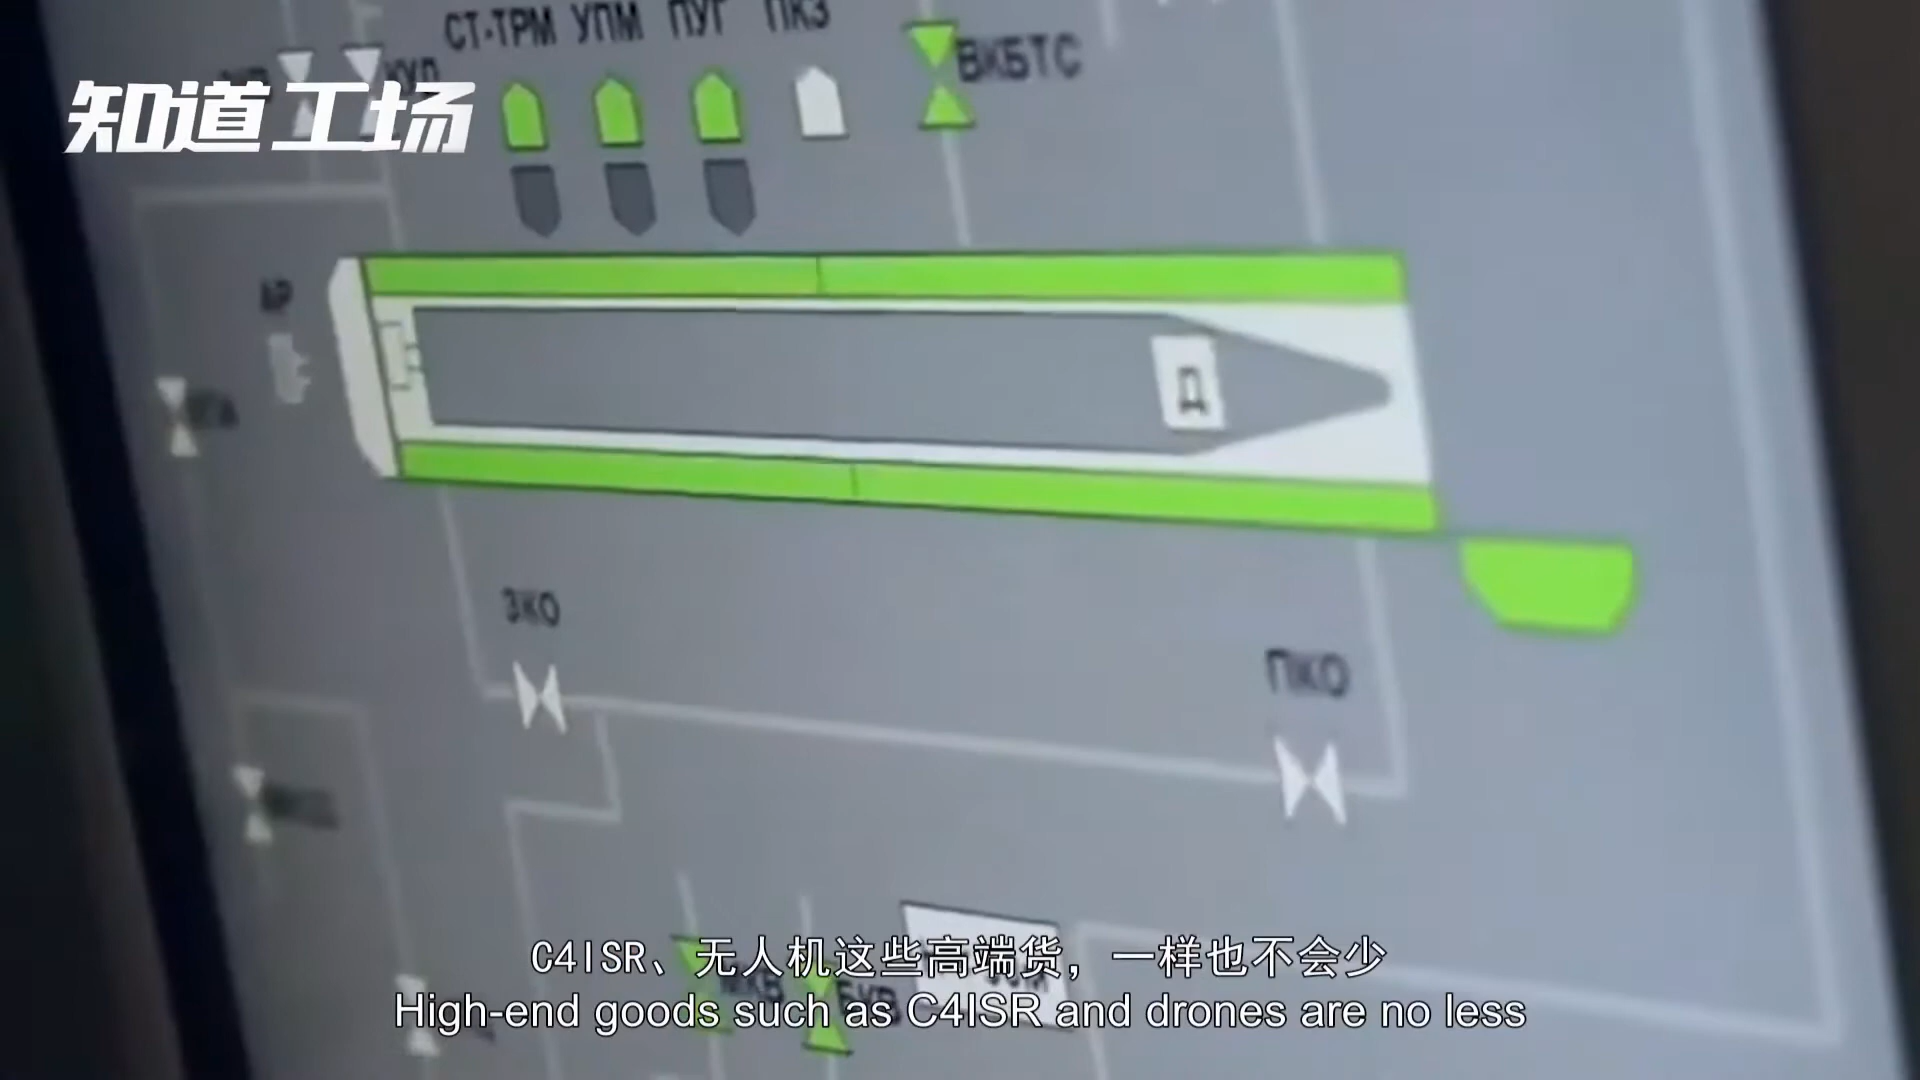 СТ-ТРМ УПМ ПУГ ПКЗ
ВКБТС
知道工场
АР
Д
ЗКО
ПКО
C4ISR、无人机这些高端货，一样也不会少
High-end goods such as C4ISR and drones are no less